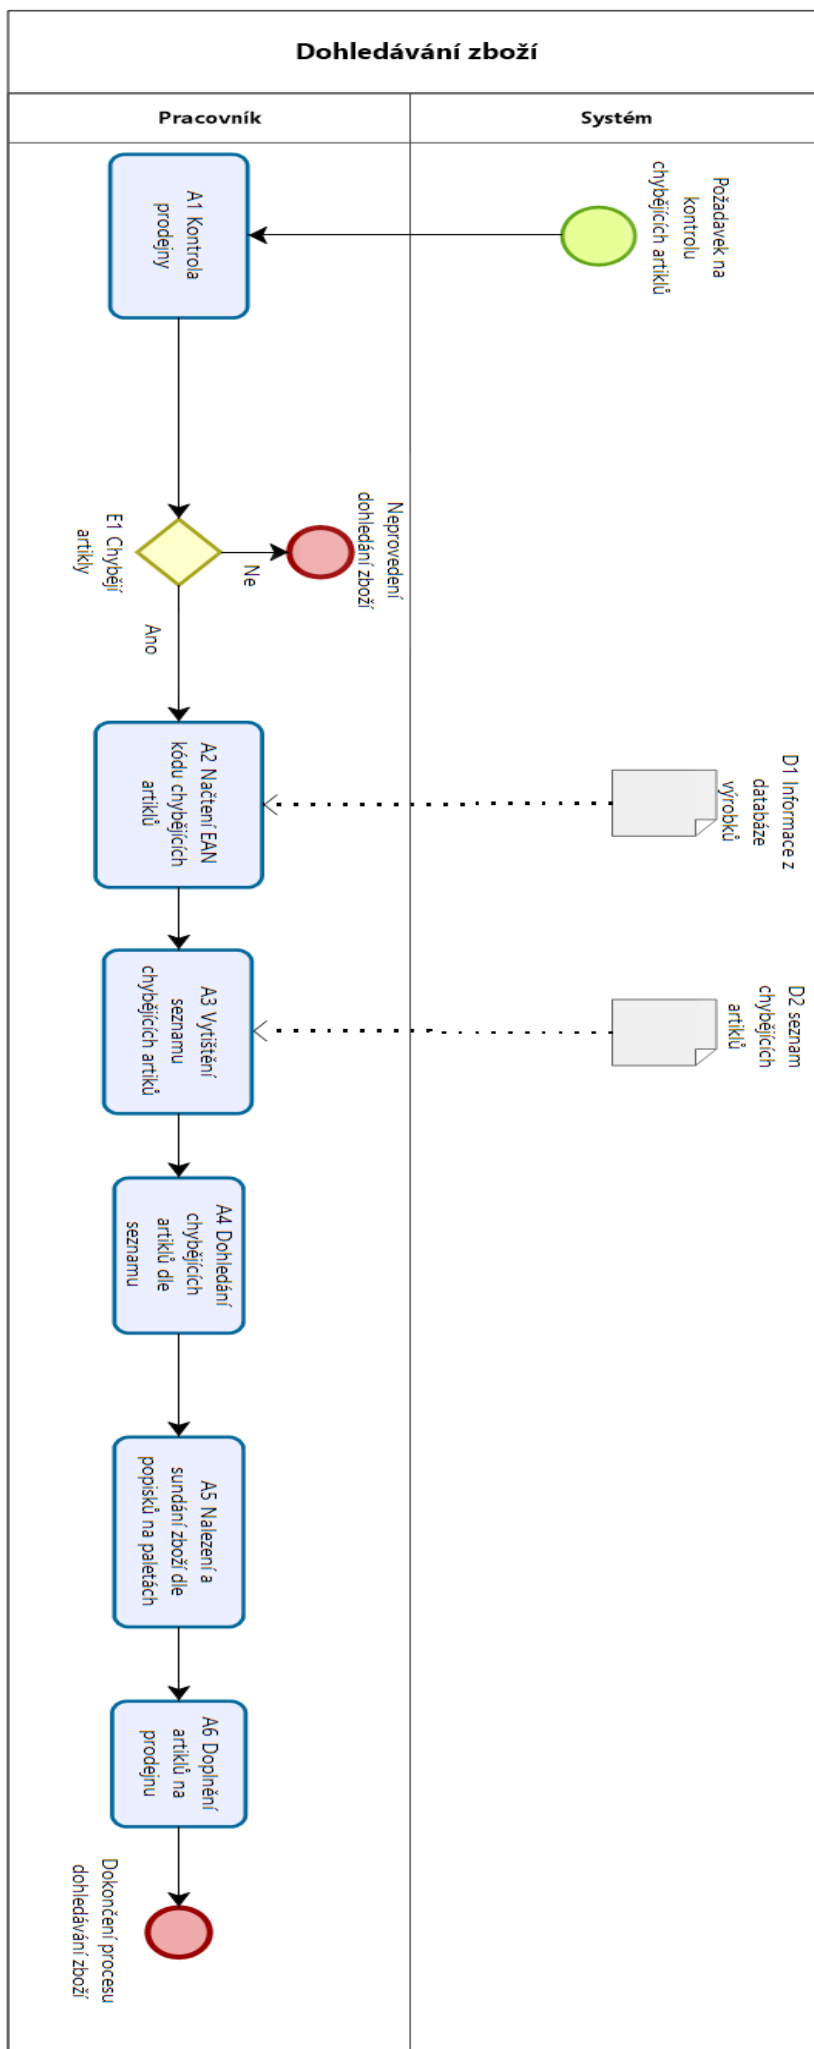 Dohledávání zboží
Pracovník
Systém
Požadavek na
kontrolu
chybějících artiklů
A1 Kontrola
prodejny
E1 Chybějí
artikly
Ne
Neprovedení
dohledání zboží
Ano
A2 Načtení EAN
kódu chybějících
artiklů
D1 Informace z
databáze
výrobků
A3 Vytištění
seznamu
chybějících artiků
D2 seznam
chybějících
artiklů
A4 Dohledání
chybějících
artiklů dle
seznamu
A5 Nalezení a
sundání zboží dle
popisků na paletách
A6 Doplnění
artiklů na
prodejnu
Dokončení procesu
dohledávání zboží